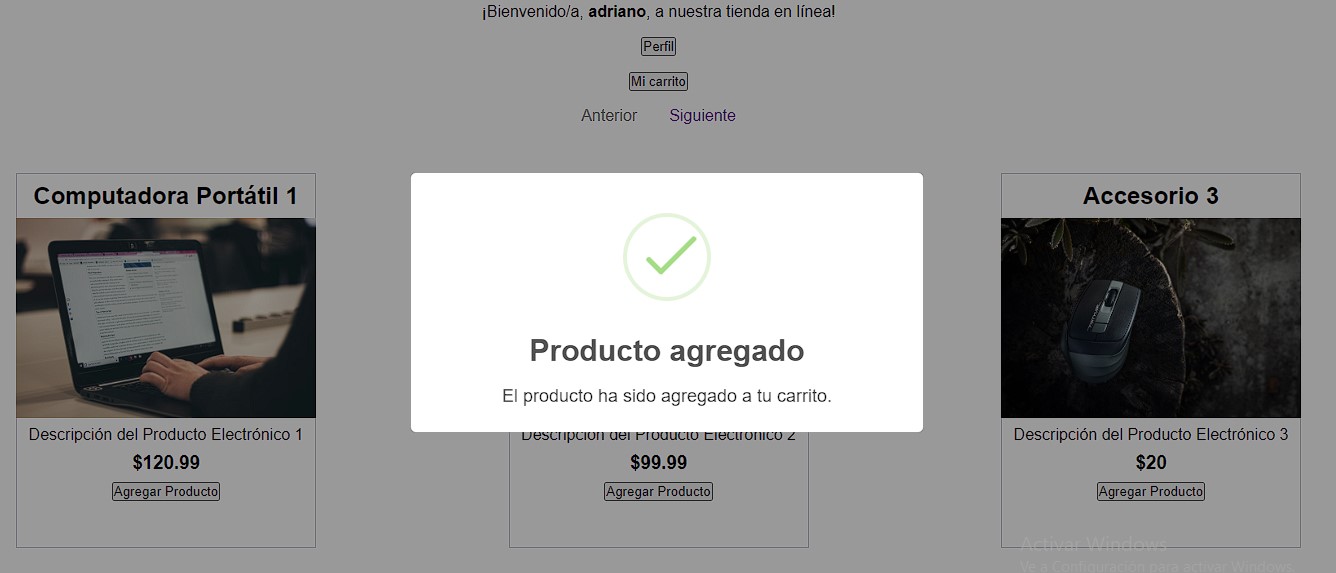 ¡Bienvenido/a, adriano, a nuestra tienda en línea!
Perfil
Mi carrito
Anterior Siguiente
Computadora Portátil 1
Accesorio 3
Producto agregado
El producto ha sido agregado a tu carrito.
Descripción del Producto Electrónico 1
Descripción del Producto Electrónico 2
Descripción del Producto Electrónico 3
$120.99
$99.99
$20
Agregar Producto
Agregar Producto
Agregar Producto
Activar Windows
Ve a Configuración para activar Windows.